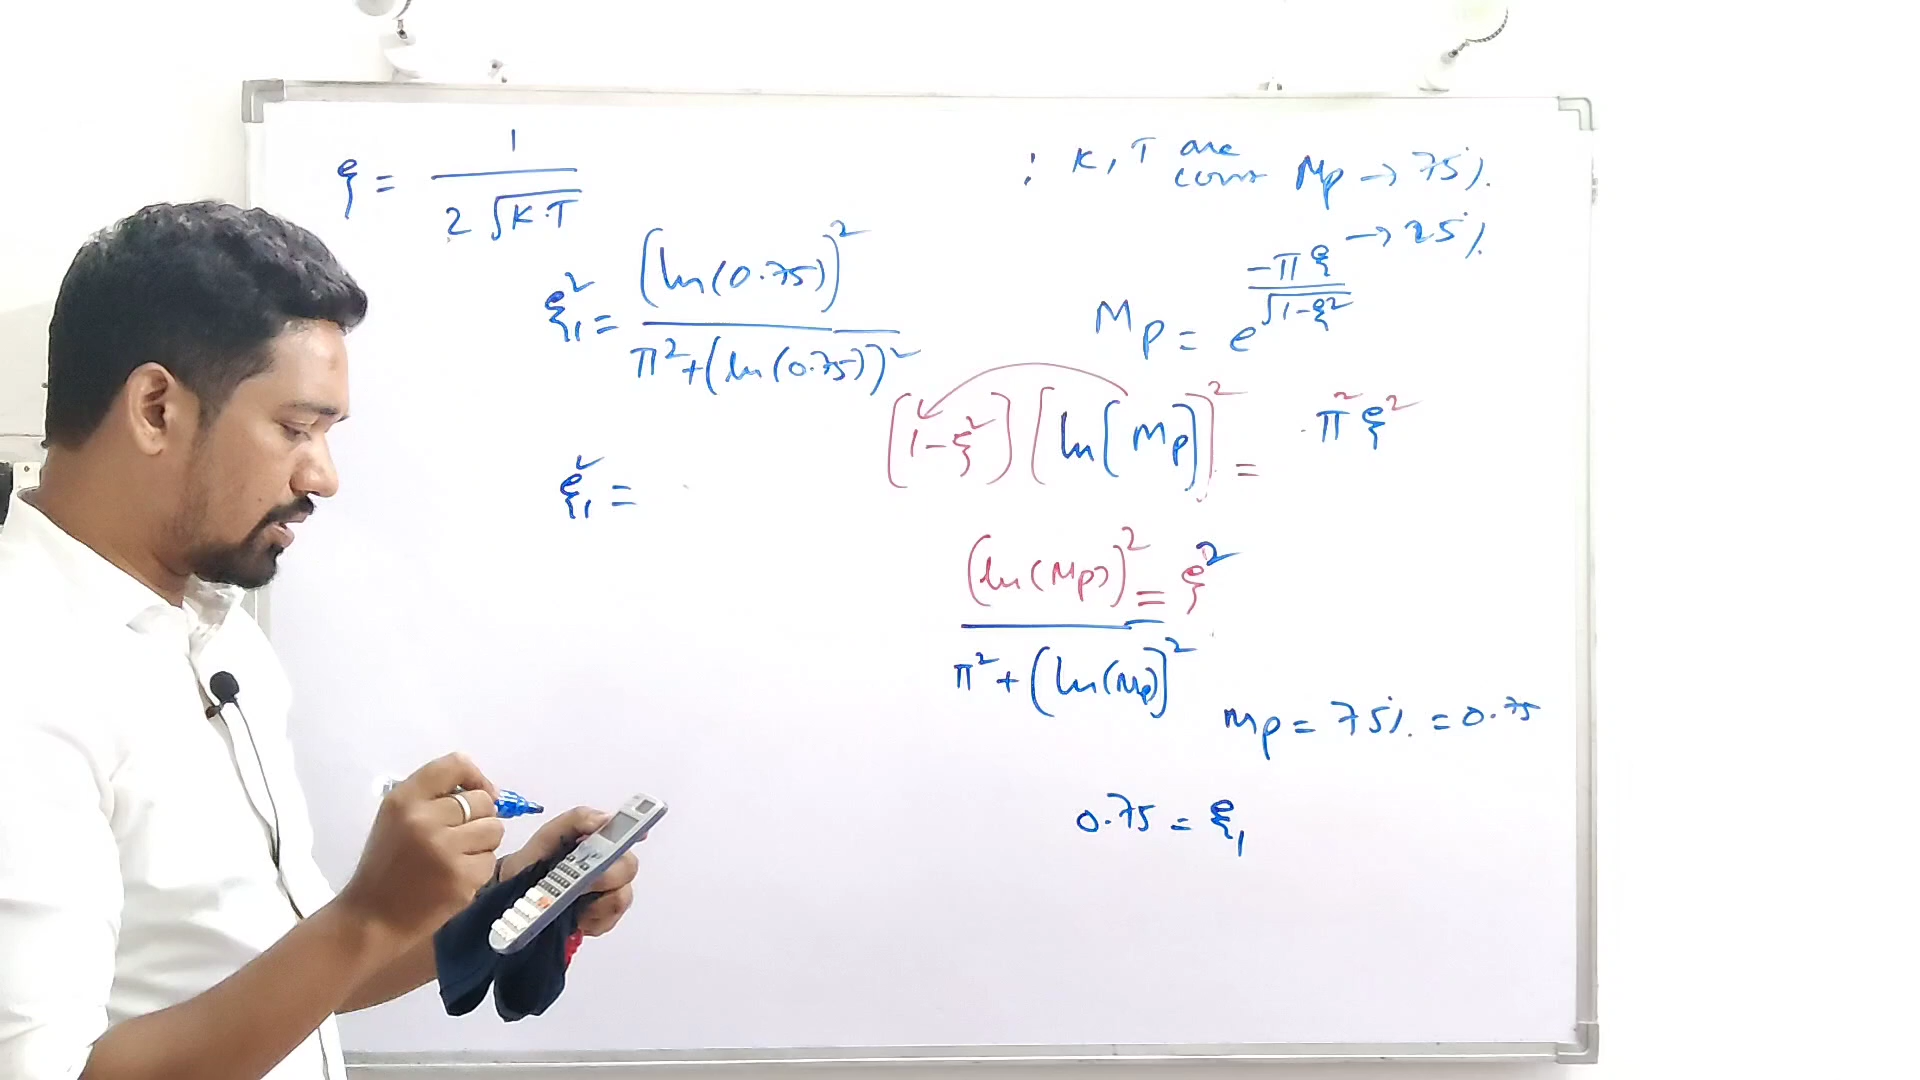 ξ = 1 / 2 √K.T
: K, T are const Mp → 75%.
→ 25%.
ξ₁² = (ln(0.75))² / π²+(ln(0.75))²
Mp = e^(-πξ / √1-ξ²)
[1-ξ²] [ln[Mp]]² = π²ξ²
ξ₁² =
(ln(Mp))² / π² + (ln(Mp))² = ξ²
Mp = 75%. = 0.75
0.75 = ξ₁